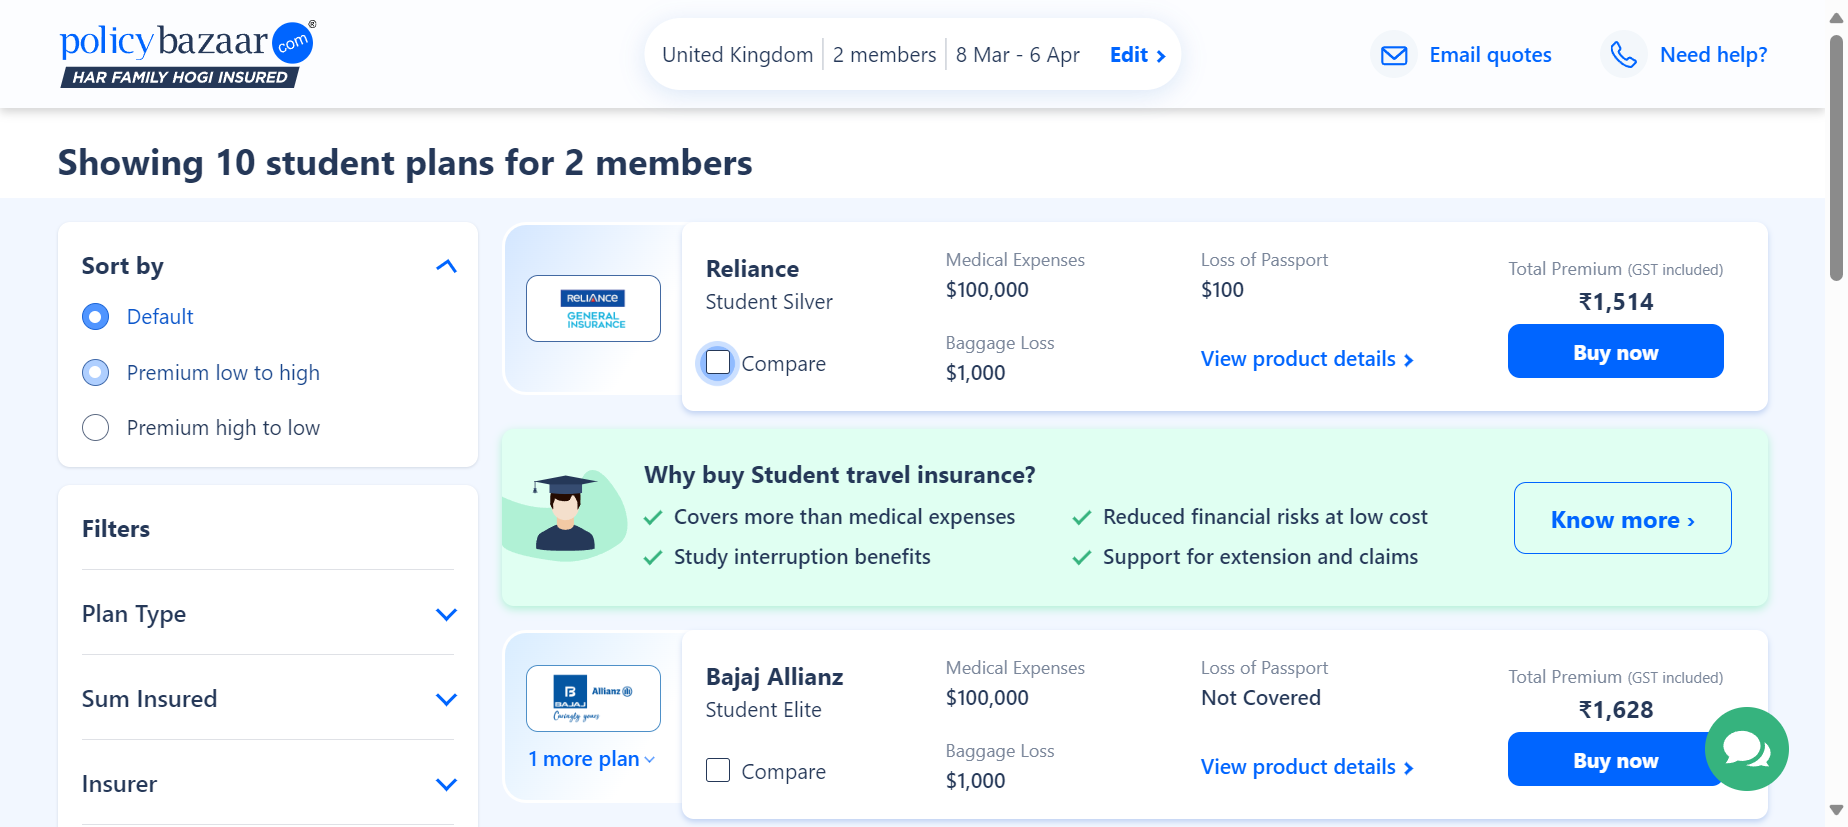 policybazaar com ®
HAR FAMILY HOGI INSURED
United Kingdom 2 members 8 Mar - 6 Apr Edit
Email quotes
Need help?
Showing 10 student plans for 2 members
Sort by
Default
Premium low to high
Premium high to low
Filters
Plan Type
Sum Insured
Insurer
RELIANCE
GENERAL
INSURANCE
Reliance
Student Silver
Compare
Medical Expenses
$100,000
Baggage Loss
$1,000
Loss of Passport
$100
View product details
Total Premium (GST included)
₹1,514
Buy now
Why buy Student travel insurance?
Covers more than medical expenses
Reduced financial risks at low cost
Study interruption benefits
Support for extension and claims
Know more ›
B
BAJAJ
Allianz
Caringly yours
1 more plan
Bajaj Allianz
Student Elite
Compare
Medical Expenses
$100,000
Baggage Loss
$1,000
Loss of Passport
Not Covered
View product details
Total Premium (GST included)
₹1,628
Buy now